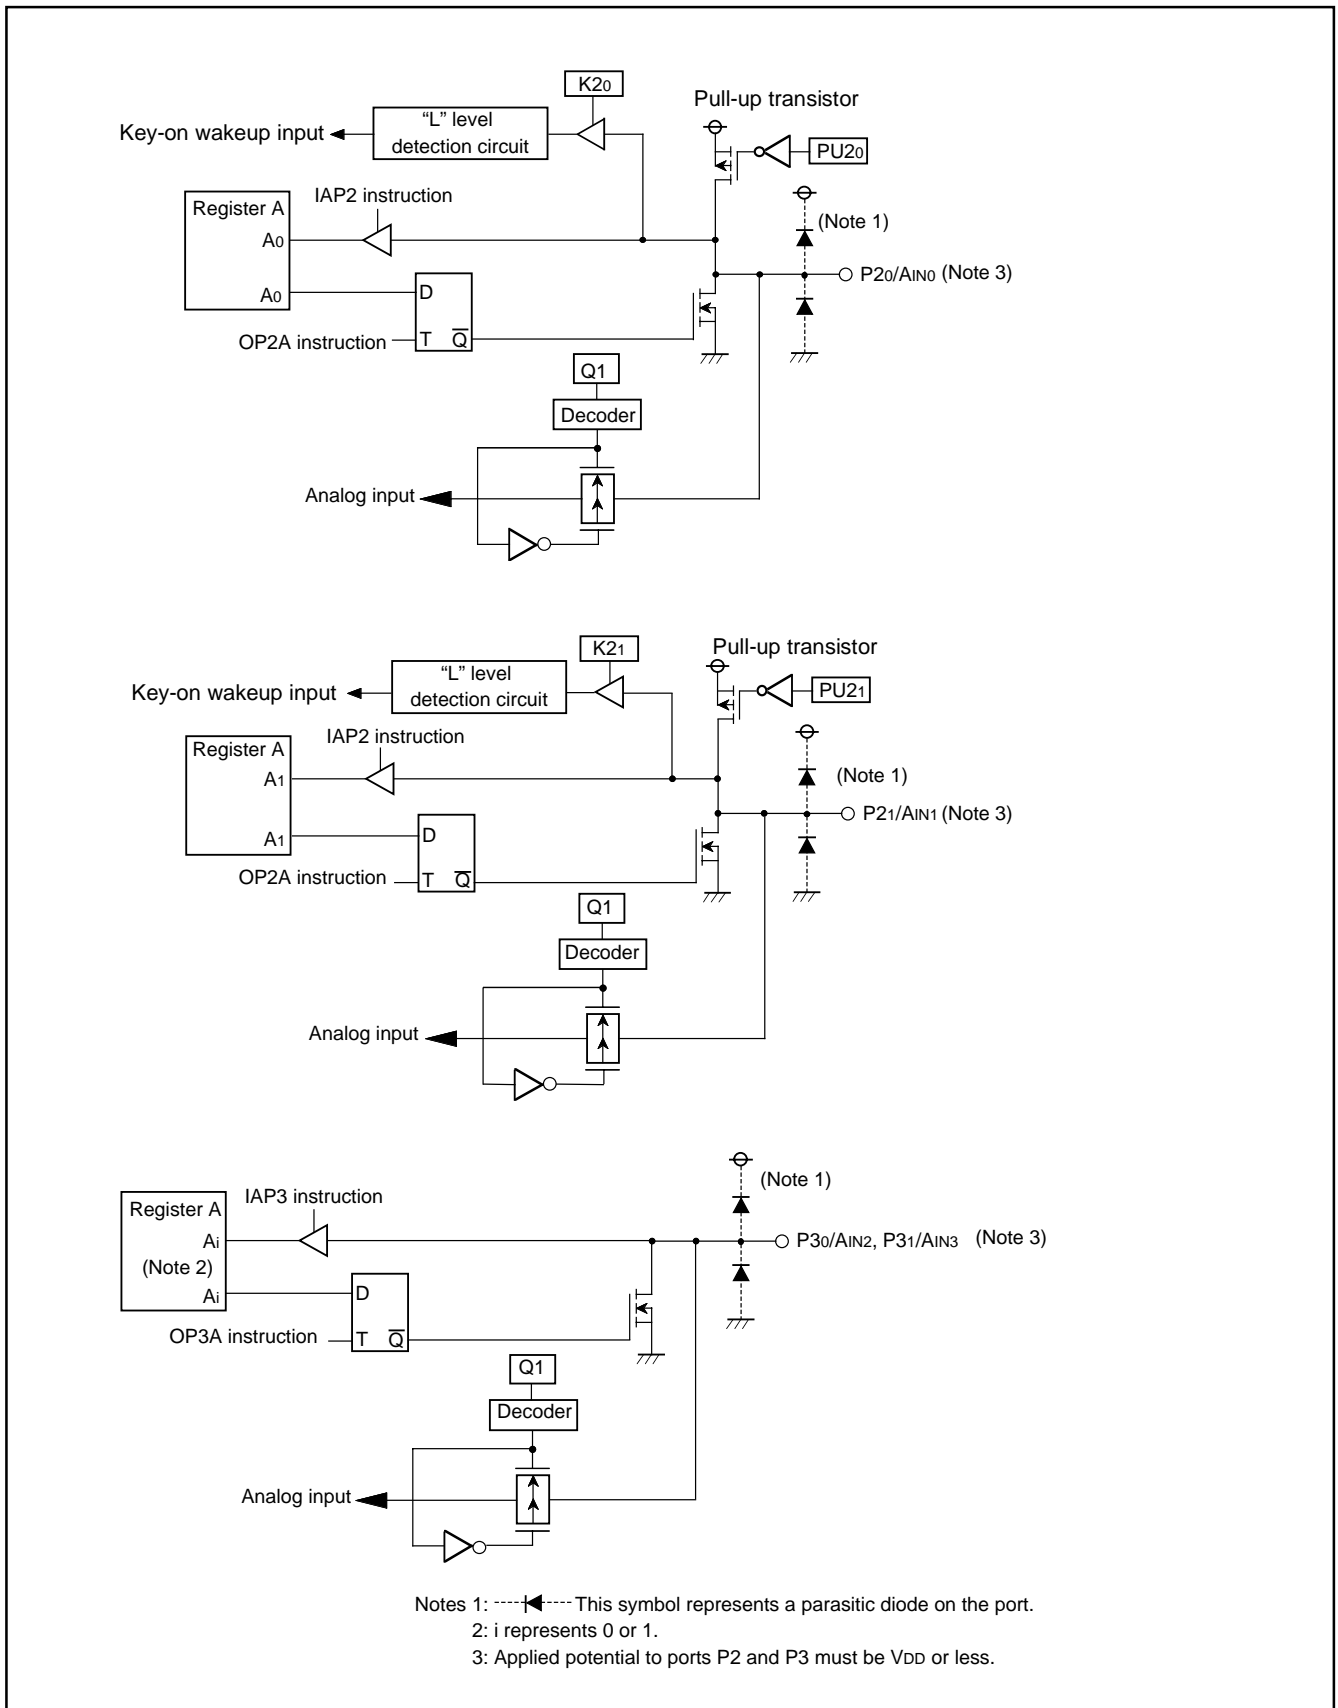 K20
Pull-up transistor
Key-on wakeup input
“L” level
detection circuit
PU20
IAP2 instruction
Register A
(Note 1)
A0
P20/AIN0 (Note 3)
A0
D
OP2A instruction
T Q̅
Q1
Decoder
Analog input
K21
Pull-up transistor
Key-on wakeup input
“L” level
detection circuit
PU21
IAP2 instruction
Register A
(Note 1)
A1
P21/AIN1 (Note 3)
A1
D
OP2A instruction
T Q̅
Q1
Decoder
Analog input
(Note 1)
IAP3 instruction
Register A
Ai
P30/AIN2, P31/AIN3 (Note 3)
(Note 2)
Ai
D
OP3A instruction
T Q̅
Q1
Decoder
Analog input
Notes 1: This symbol represents a parasitic diode on the port.
2: i represents 0 or 1.
3: Applied potential to ports P2 and P3 must be VDD or less.